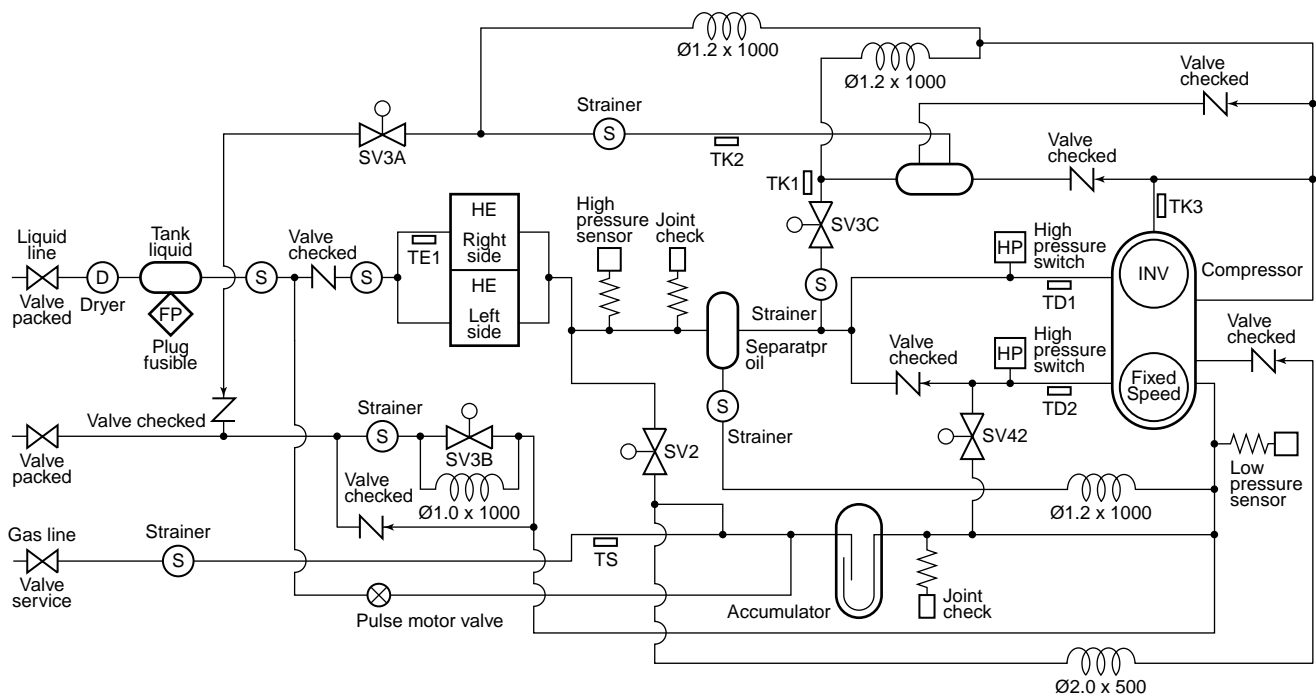 Ø1.2 x 1000
Ø1.2 x 1000
Valve
checked
Strainer
S
SV3A
TK2
Valve
checked
TK1
TK3
SV3C
HE
Right
side
HE
Left
side
TE1
High
pressure
sensor
Joint
check
HP
High
pressure
switch
INV
Compressor
TD1
Liquid
line
Valve
packed
D
Dryer
Tank
liquid
FP
Plug
fusible
S
Valve
checked
S
S
Strainer
Separatpr
oil
Valve
checked
HP
High
pressure
switch
Fixed
Speed
TD2
Valve
checked
S
Strainer
Valve checked
Strainer
S
SV3B
Valve
packed
Valve
checked
Ø1.0 x 1000
SV2
SV42
Low
pressure
sensor
Ø1.2 x 1000
Gas line
Valve
service
Strainer
S
TS
Pulse motor valve
Accumulator
Joint
check
Ø2.0 x 500